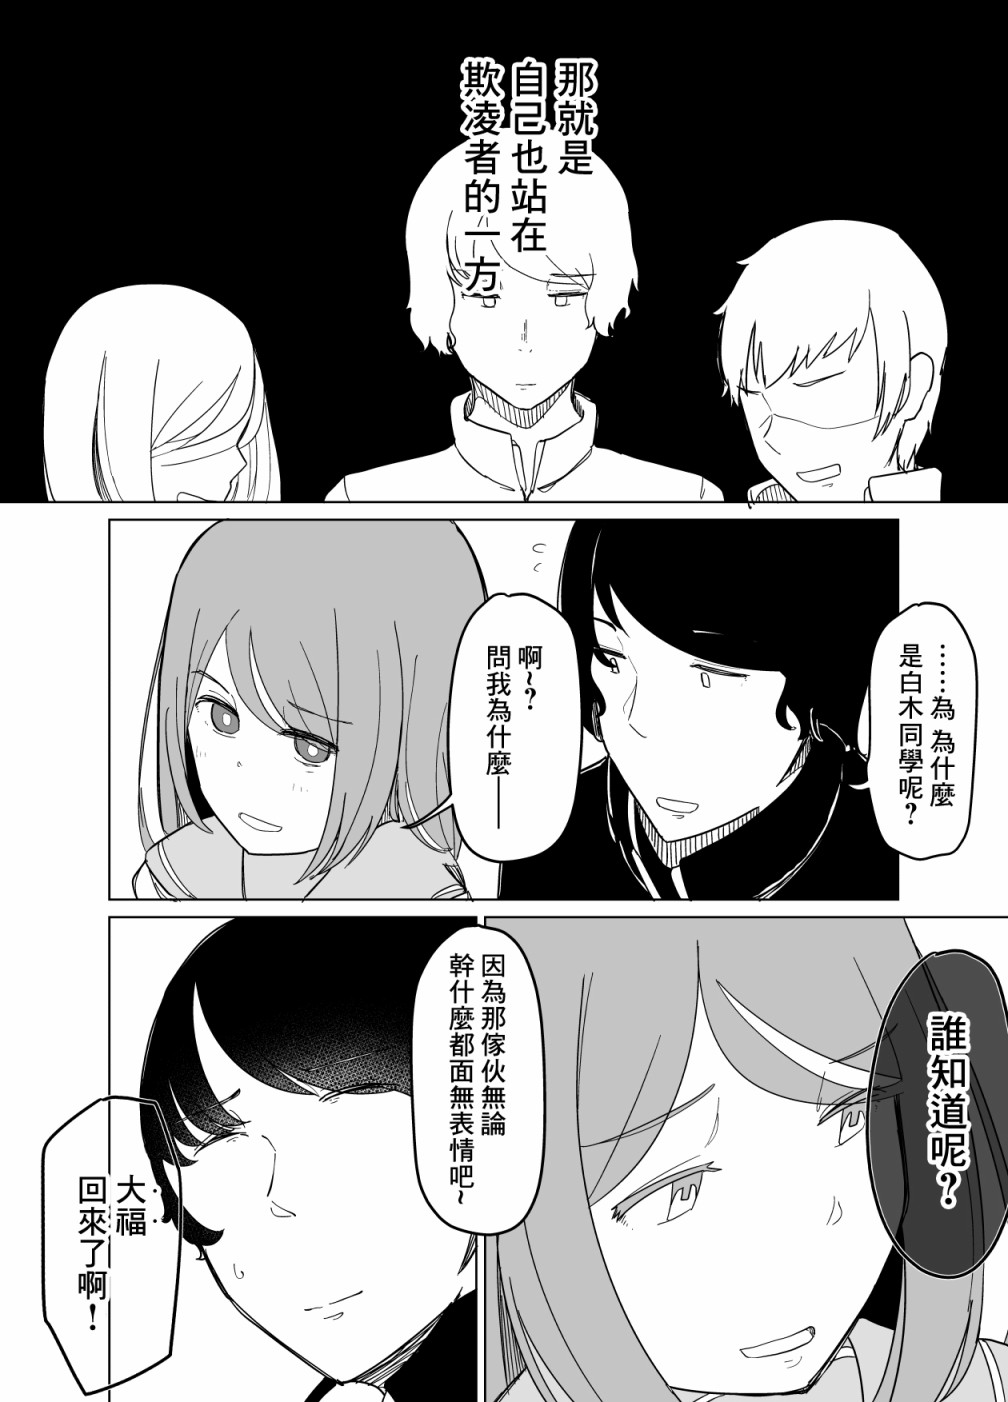 那就是
自己也站在
欺凌者的一方
……為 為什麼
是白木同學呢？
啊～？
問我為什麼——
誰知道呢？
因為那傢伙無論
幹什麼都面無表情吧～
大福
回來了啊！